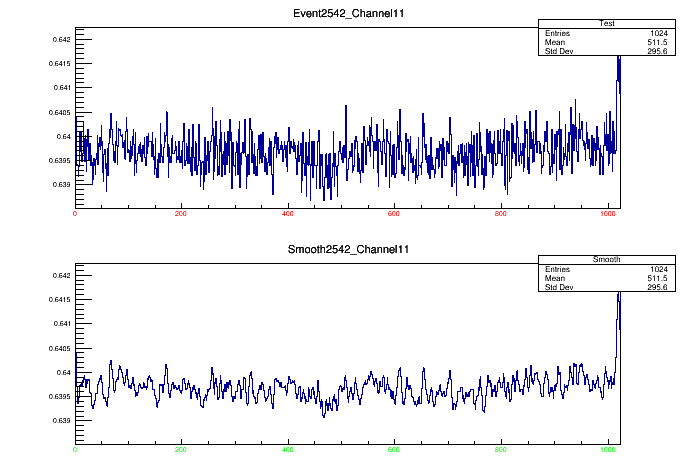 Event2542_Channel11
Test
Entries 1024
Mean 511.5
Std Dev 295.6
0.642
0.6415
0.641
0.6405
0.64
0.6395
0.639
0 200 400 600 800 1000
Smooth2542_Channel11
Smooth
Entries 1024
Mean 511.5
Std Dev 295.6
0.642
0.6415
0.641
0.6405
0.64
0.6395
0.639
0 200 400 600 800 1000